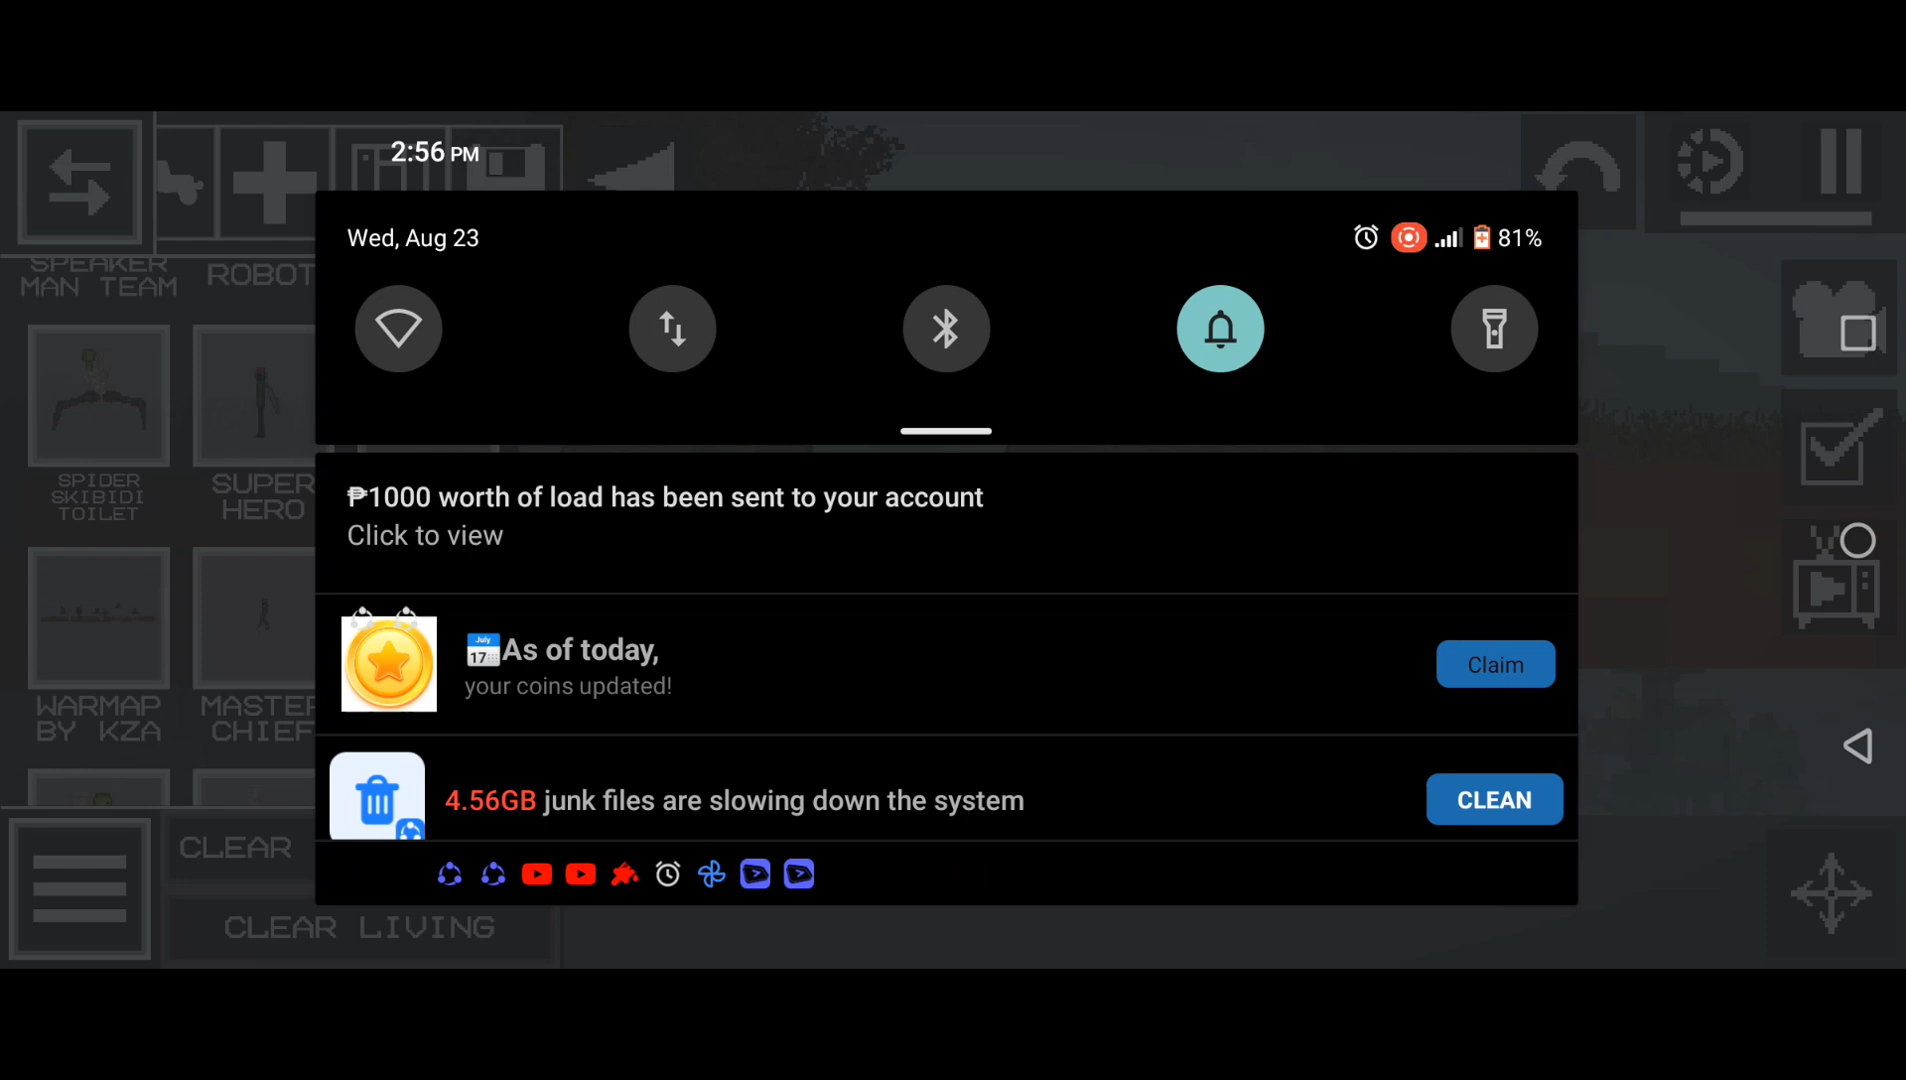 2:56 PM
Wed, Aug 23
81%
SPEAKER
MAN TEAM
ROBOT
SPIDER
SKIBIDI
TOILET
SUPER
HERO
₱1000 worth of load has been sent to your account
Click to view
July
17
As of today,
your coins updated!
Claim
WARMAP
BY KZA
MASTER
CHIEF
4.56GB junk files are slowing down the system
CLEAN
CLEAR
CLEAR LIVING